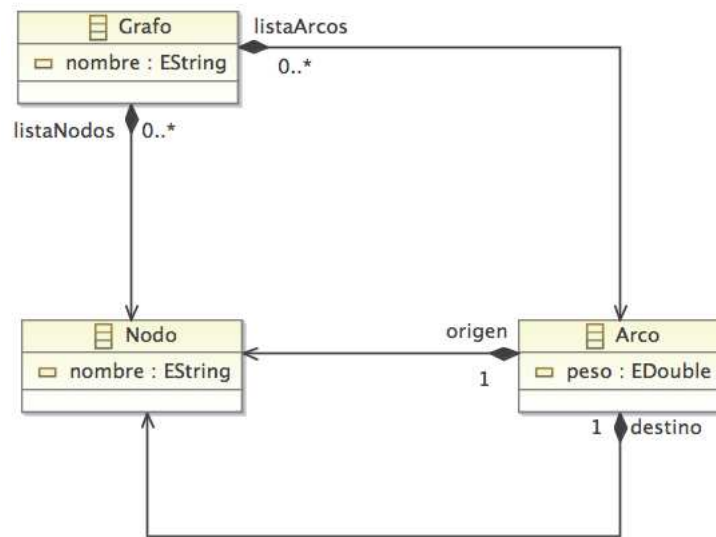 Grafo
nombre : EString
listaArcos
0..*
listaNodos
0..*
Nodo
nombre : EString
origen
1
Arco
peso : EDouble
1
destino